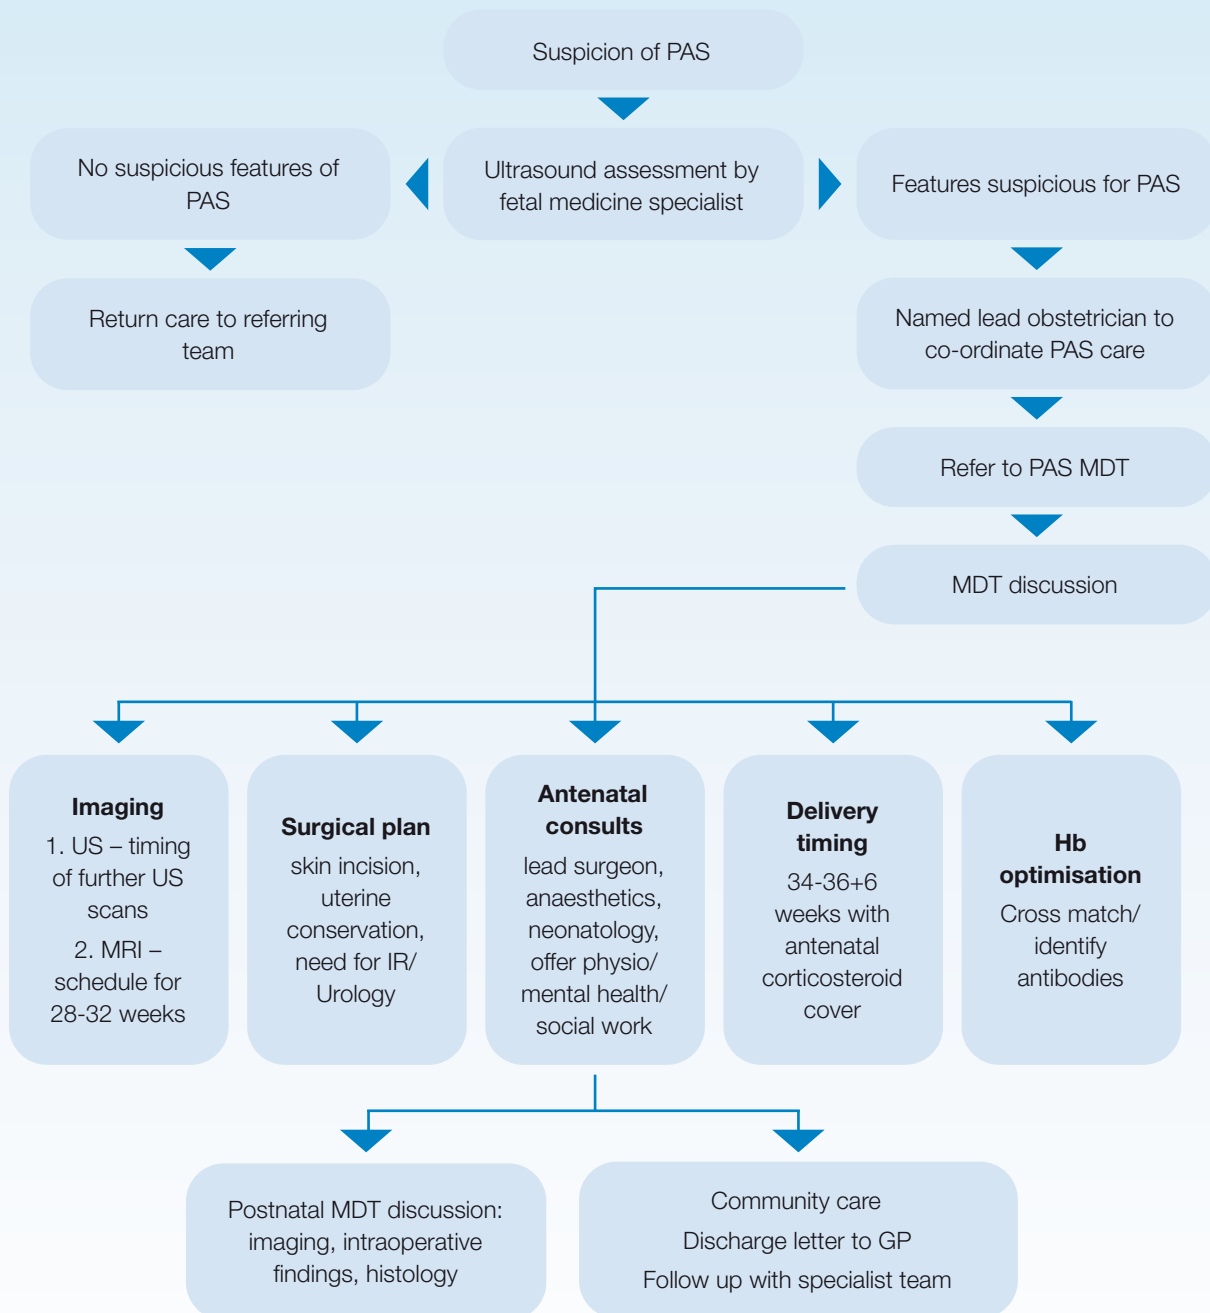 Suspicion of PAS
No suspicious features of
PAS
Ultrasound assessment by
fetal medicine specialist
Features suspicious for PAS
Return care to referring
team
Named lead obstetrician to
co-ordinate PAS care
Refer to PAS MDT
MDT discussion
Imaging
1. US – timing
of further US
scans
2. MRI –
schedule for
28-32 weeks
Surgical plan
skin incision,
uterine
conservation,
need for IR/
Urology
Antenatal
consults
lead surgeon,
anaesthetics,
neonatology,
offer physio/
mental health/
social work
Delivery
timing
34-36+6
weeks with
antenatal
corticosteroid
cover
Hb
optimisation
Cross match/
identify
antibodies
Postnatal MDT discussion:
imaging, intraoperative
findings, histology
Community care
Discharge letter to GP
Follow up with specialist team